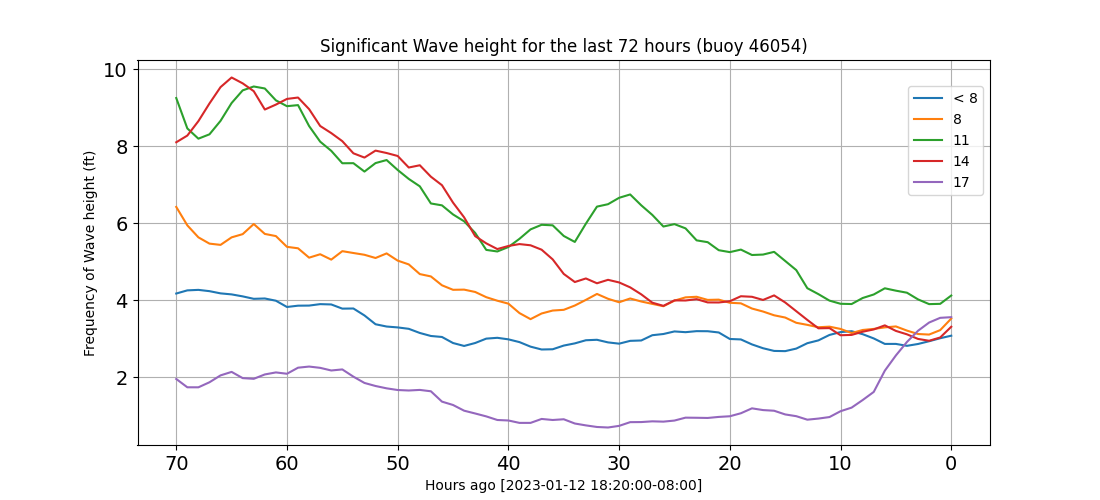 Significant Wave height for the last 72 hours (buoy 46054)
Frequency of Wave height (ft)
10
8
6
4
2
< 8
8
11
14
17
70 60 50 40 30 20 10 0
Hours ago [2023-01-12 18:20:00-08:00]